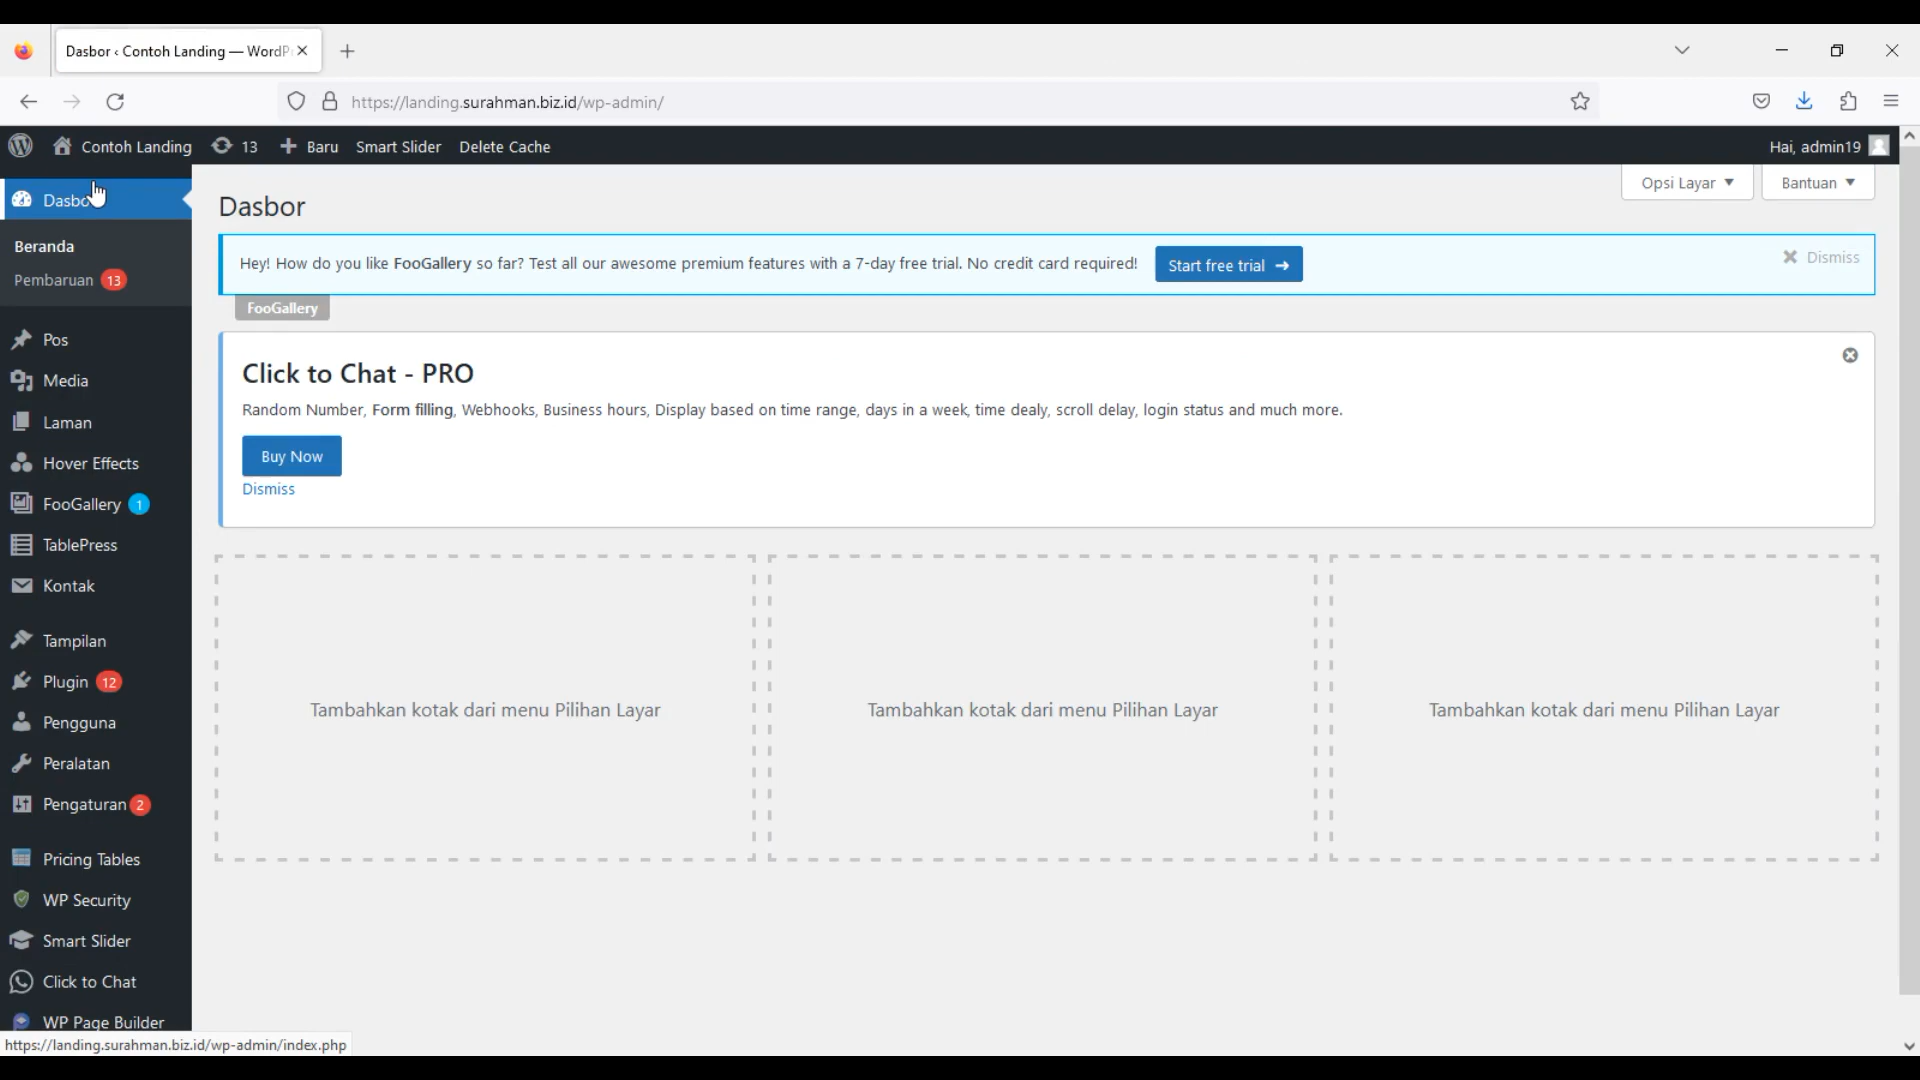 Dasbor ‹ Contoh Landing — WordP
https://landing.surahman.biz.id/wp-admin/
Contoh Landing 13 Baru Smart Slider Delete Cache Hai, admin19
Opsi Layar Bantuan
Dasbor
Hey! How do you like FooGallery so far? Test all our awesome premium features with a 7-day free trial. No credit card required! Start free trial → Dismiss
FooGallery
Click to Chat - PRO
Random Number, Form filling, Webhooks, Business hours, Display based on time range, days in a week, time dealy, scroll delay, login status and much more.
Buy Now
Dismiss
Tambahkan kotak dari menu Pilihan Layar
Tambahkan kotak dari menu Pilihan Layar
Tambahkan kotak dari menu Pilihan Layar
Beranda
Pembaruan 13
Pos
Media
Laman
Hover Effects
FooGallery 1
TablePress
Kontak
Tampilan
Plugin 12
Pengguna
Peralatan
Pengaturan 2
Pricing Tables
WP Security
Smart Slider
Click to Chat
WP Page Builder
https://landing.surahman.biz.id/wp-admin/index.php